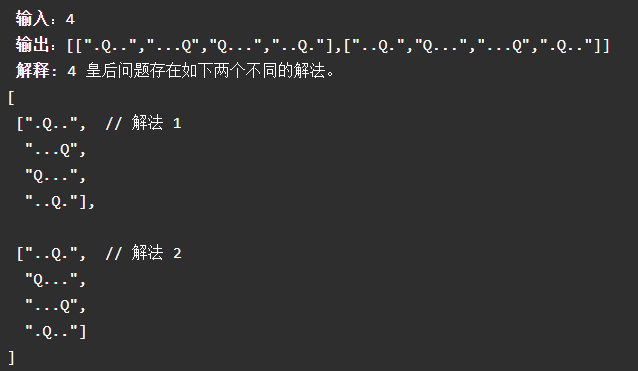 输入：4
输出：[[".Q..","...Q","Q...","..Q."],["..Q.","Q...","...Q",".Q.."]]
解释: 4 皇后问题存在如下两个不同的解法。
[
 [".Q..",  // 解法 1
  "...Q",
  "Q...",
  "..Q."],
 ["..Q.",  // 解法 2
  "Q...",
  "...Q",
  ".Q.."]
]